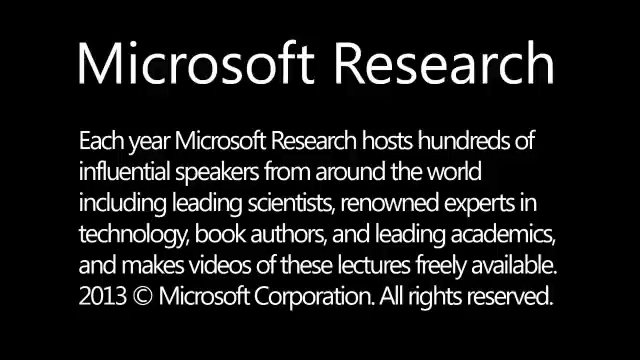 Microsoft Research
Each year Microsoft Research hosts hundreds of
influential speakers from around the world
including leading scientists, renowned experts in
technology, book authors, and leading academics,
and makes videos of these lectures freely available.
2013 © Microsoft Corporation. All rights reserved.